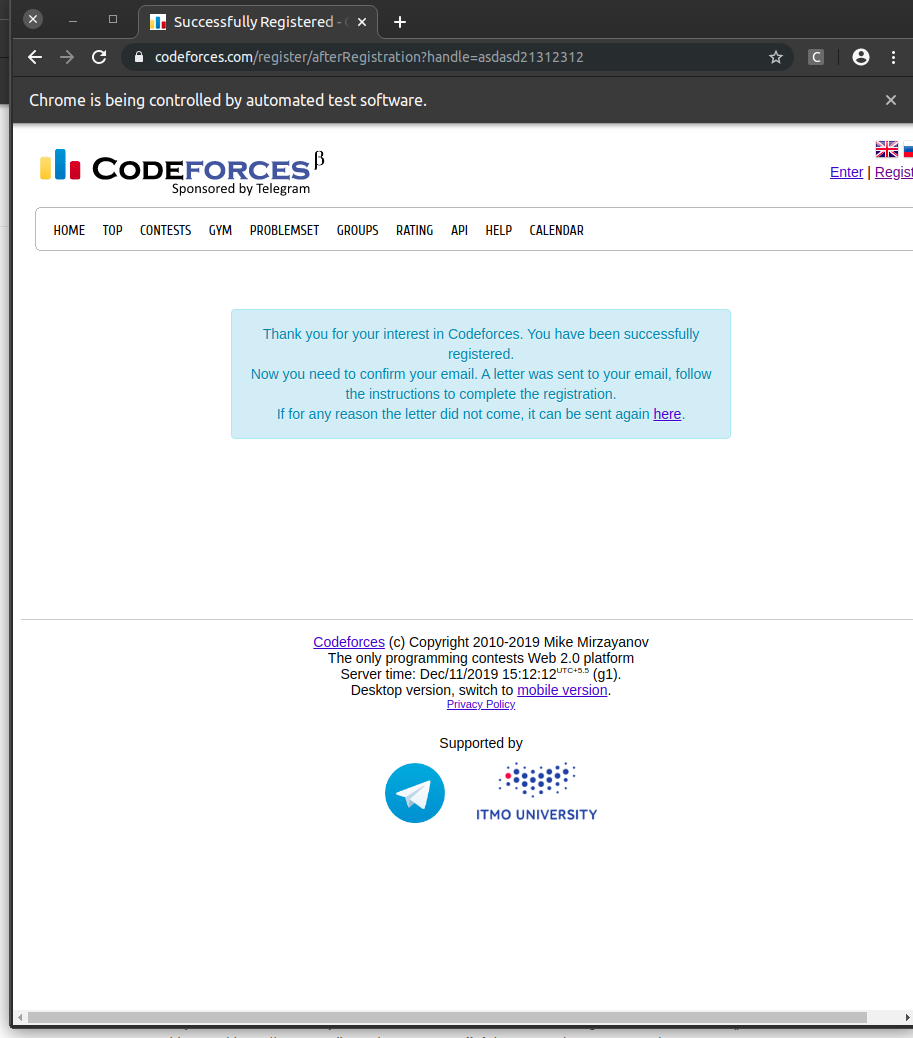 Successfully Registered -
codeforces.com/register/afterRegistration?handle=asdasd21312312
C
Chrome is being controlled by automated test software.
CODEFORCES β
Sponsored by Telegram
Enter | Regist
HOME TOP CONTESTS GYM PROBLEMSET GROUPS RATING API HELP CALENDAR
Thank you for your interest in Codeforces. You have been successfully
registered.
Now you need to confirm your email. A letter was sent to your email, follow
the instructions to complete the registration.
If for any reason the letter did not come, it can be sent again here.
Codeforces (c) Copyright 2010-2019 Mike Mirzayanov
The only programming contests Web 2.0 platform
Server time: Dec/11/2019 15:12:12UTC+5.5 (g1).
Desktop version, switch to mobile version.
Privacy Policy
Supported by
ITMO UNIVERSITY